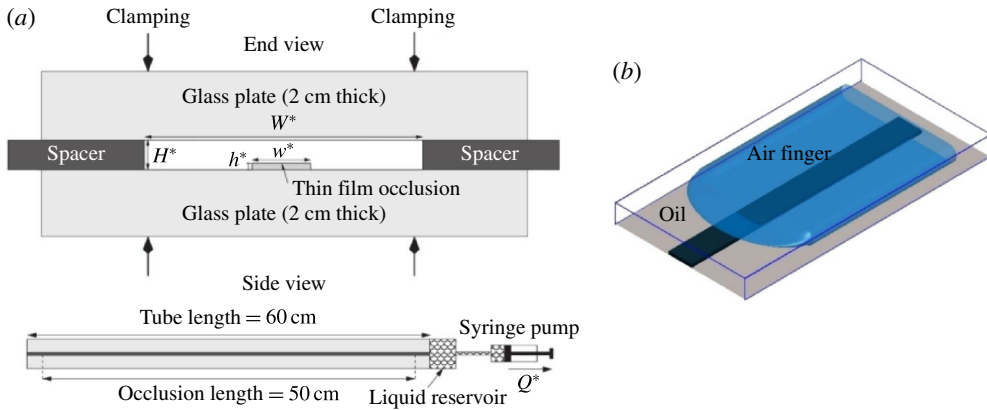 (a)
Clamping
Clamping
End view
Glass plate (2 cm thick)
W*
Spacer
H*
h*
w*
Spacer
Thin film occlusion
Glass plate (2 cm thick)
Side view
Tube length = 60 cm
Syringe pump
Occlusion length = 50 cm
Liquid reservoir
Q*
(b)
Air finger
Oil